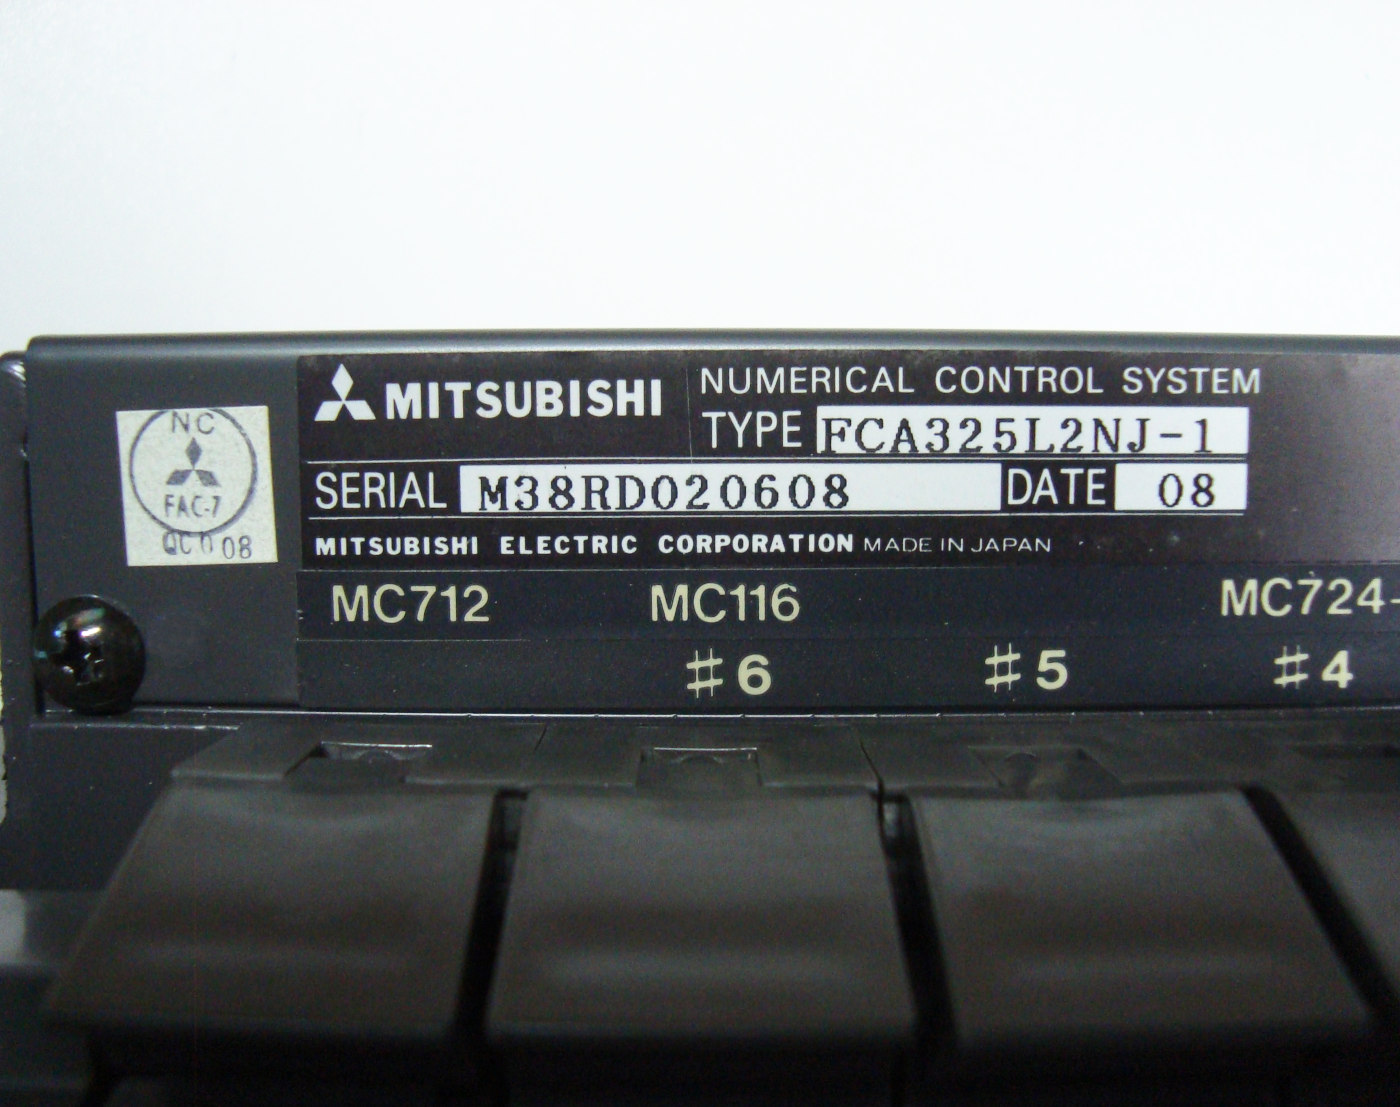 NC
FAC-7
QC 0 08
MITSUBISHI
NUMERICAL CONTROL SYSTEM
TYPE FCA325L2NJ-1
SERIAL M38RD020608 DATE 08
MITSUBISHI ELECTRIC CORPORATION MADE IN JAPAN
MC712 MC116 MC724-
#6 #5 #4